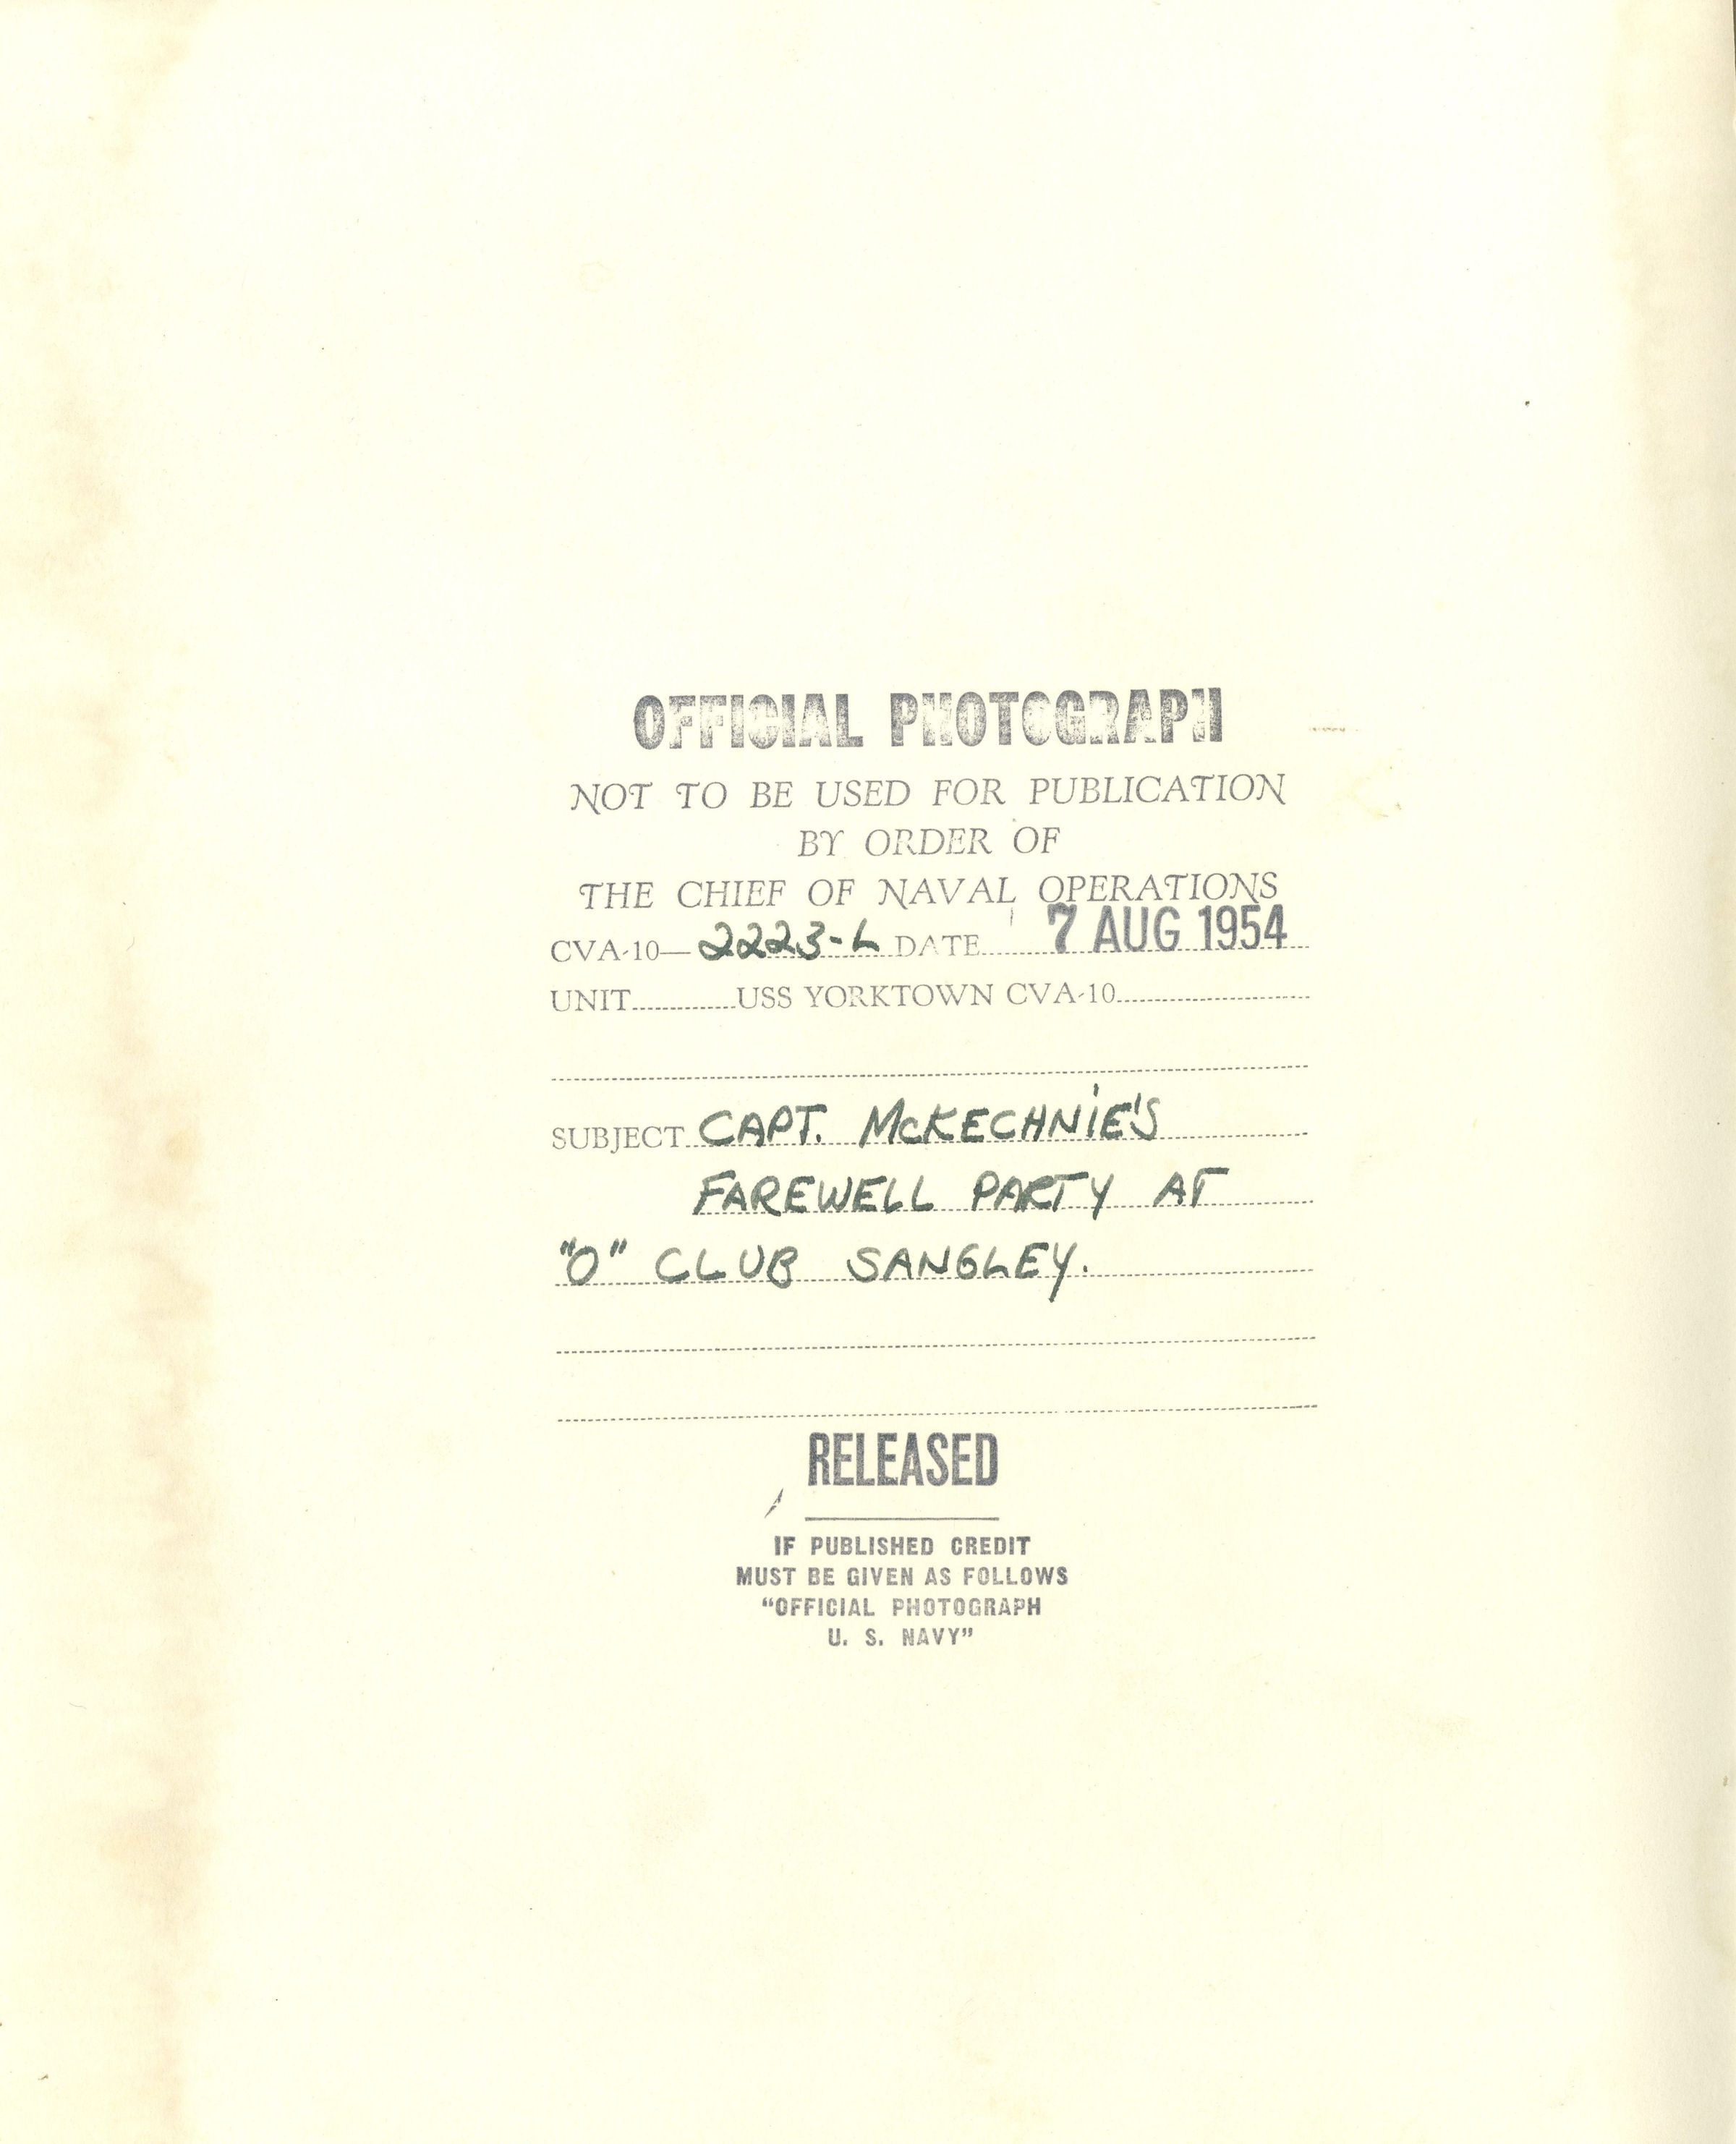 OFFICIAL PHOTOGRAPH
NOT TO BE USED FOR PUBLICATION
BY ORDER OF
THE CHIEF OF NAVAL OPERATIONS
CVA-10—2223-L DATE 7 AUG 1954
UNIT USS YORKTOWN CVA-10
SUBJECT CAPT. McKECHNiE'S
FAREWELL PARTY AT
"O" CLUB SANGLEY.
RELEASED
IF PUBLISHED CREDIT
MUST BE GIVEN AS FOLLOWS
"OFFICIAL PHOTOGRAPH
U. S. NAVY"